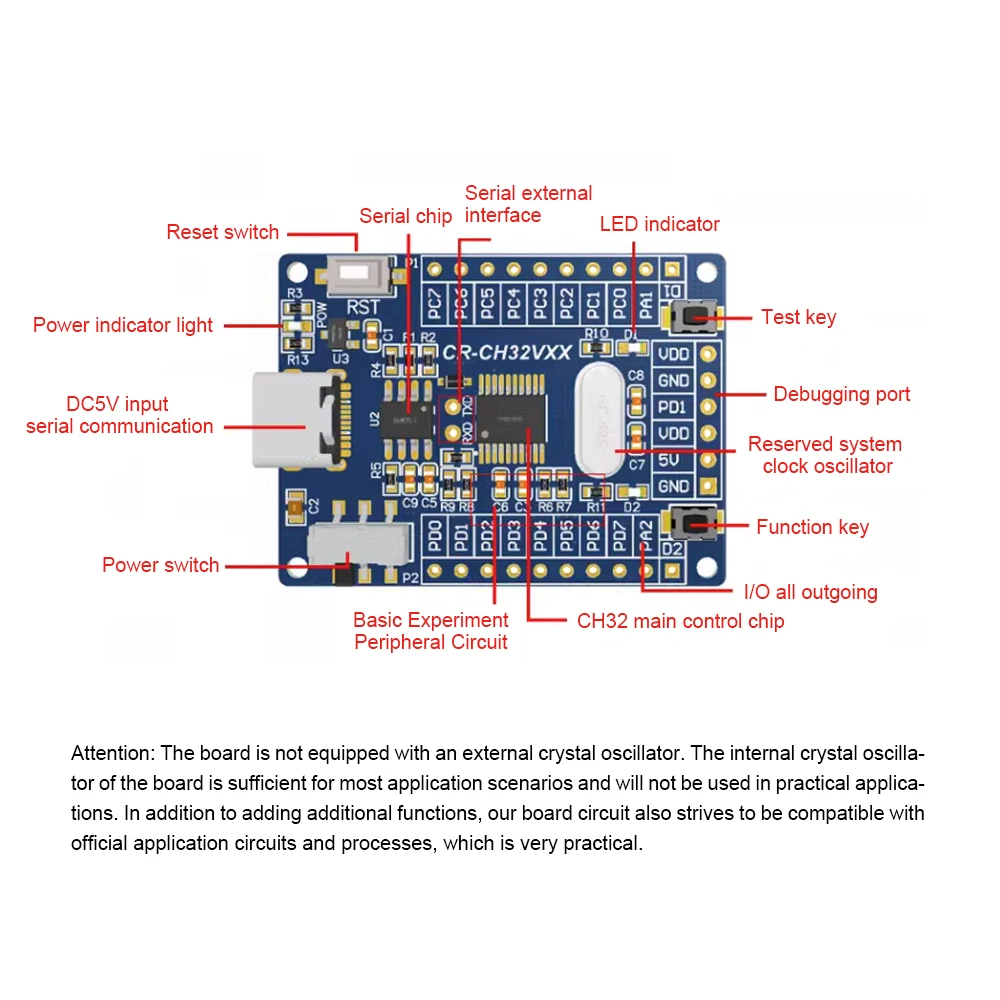 Serial external
interface
Serial chip
LED indicator
Reset switch
P1
PC7
PC6
PC5
PC4
PC3
PC2
PC1
PC0
PA1
D1
R3
POW
RST
Power indicator light
Test key
R13
U3
C1
R4
R1
R2
CR-CH32VXX
R10
D1
VDD
GND
PD1
VDD
5V
GND
C8
Debugging port
DC5V input
serial communication
U2
TXD
RXD
C7
Reserved system
clock oscillator
R5
C9
C5
R9
R8
C6
R6
R7
R11
D2
C2
Function key
PD0
PD1
PD2
PD3
PD4
PD5
PD6
PD7
PA2
D2
Power switch
P2
I/O all outgoing
Basic Experiment
Peripheral Circuit
CH32 main control chip
Attention: The board is not equipped with an external crystal oscillator. The internal crystal oscilla-
tor of the board is sufficient for most application scenarios and will not be used in practical applica-
tions. In addition to adding additional functions, our board circuit also strives to be compatible with
official application circuits and processes, which is very practical.